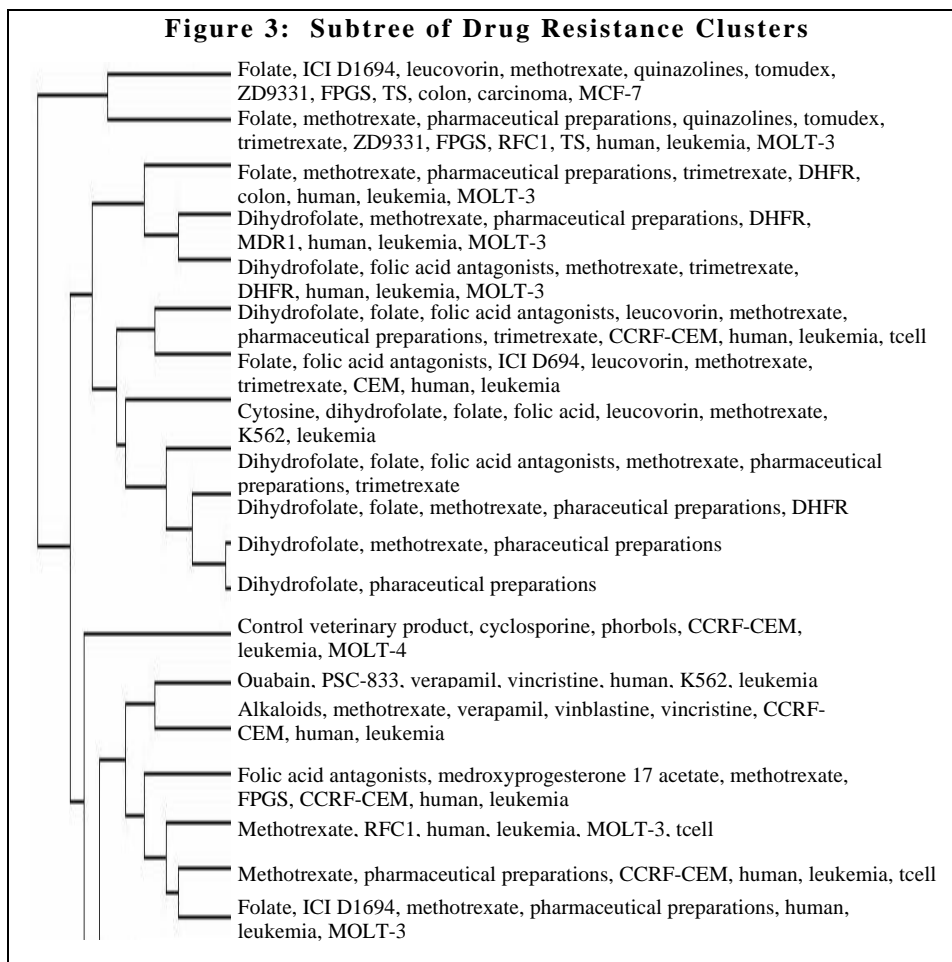 Figure 3: Subtree of Drug Resistance Clusters
Folate, ICI D1694, leucovorin, methotrexate, quinazolines, tomudex,
ZD9331, FPGS, TS, colon, carcinoma, MCF-7
Folate, methotrexate, pharmaceutical preparations, quinazolines, tomudex,
trimetrexate, ZD9331, FPGS, RFC1, TS, human, leukemia, MOLT-3
Folate, methotrexate, pharmaceutical preparations, trimetrexate, DHFR,
colon, human, leukemia, MOLT-3
Dihydrofolate, methotrexate, pharmaceutical preparations, DHFR,
MDR1, human, leukemia, MOLT-3
Dihydrofolate, folic acid antagonists, methotrexate, trimetrexate,
DHFR, human, leukemia, MOLT-3
Dihydrofolate, folate, folic acid antagonists, leucovorin, methotrexate,
pharmaceutical preparations, trimetrexate, CCRF-CEM, human, leukemia, tcell
Folate, folic acid antagonists, ICI D694, leucovorin, methotrexate,
trimetrexate, CEM, human, leukemia
Cytosine, dihydrofolate, folate, folic acid, leucovorin, methotrexate,
K562, leukemia
Dihydrofolate, folate, folic acid antagonists, methotrexate, pharmaceutical
preparations, trimetrexate
Dihydrofolate, folate, methotrexate, pharaceutical preparations, DHFR
Dihydrofolate, methotrexate, pharaceutical preparations
Dihydrofolate, pharaceutical preparations
Control veterinary product, cyclosporine, phorbols, CCRF-CEM,
leukemia, MOLT-4
Ouabain, PSC-833, verapamil, vincristine, human, K562, leukemia
Alkaloids, methotrexate, verapamil, vinblastine, vincristine, CCRF-
CEM, human, leukemia
Folic acid antagonists, medroxyprogesterone 17 acetate, methotrexate,
FPGS, CCRF-CEM, human, leukemia
Methotrexate, RFC1, human, leukemia, MOLT-3, tcell
Methotrexate, pharmaceutical preparations, CCRF-CEM, human, leukemia, tcell
Folate, ICI D1694, methotrexate, pharmaceutical preparations, human,
leukemia, MOLT-3